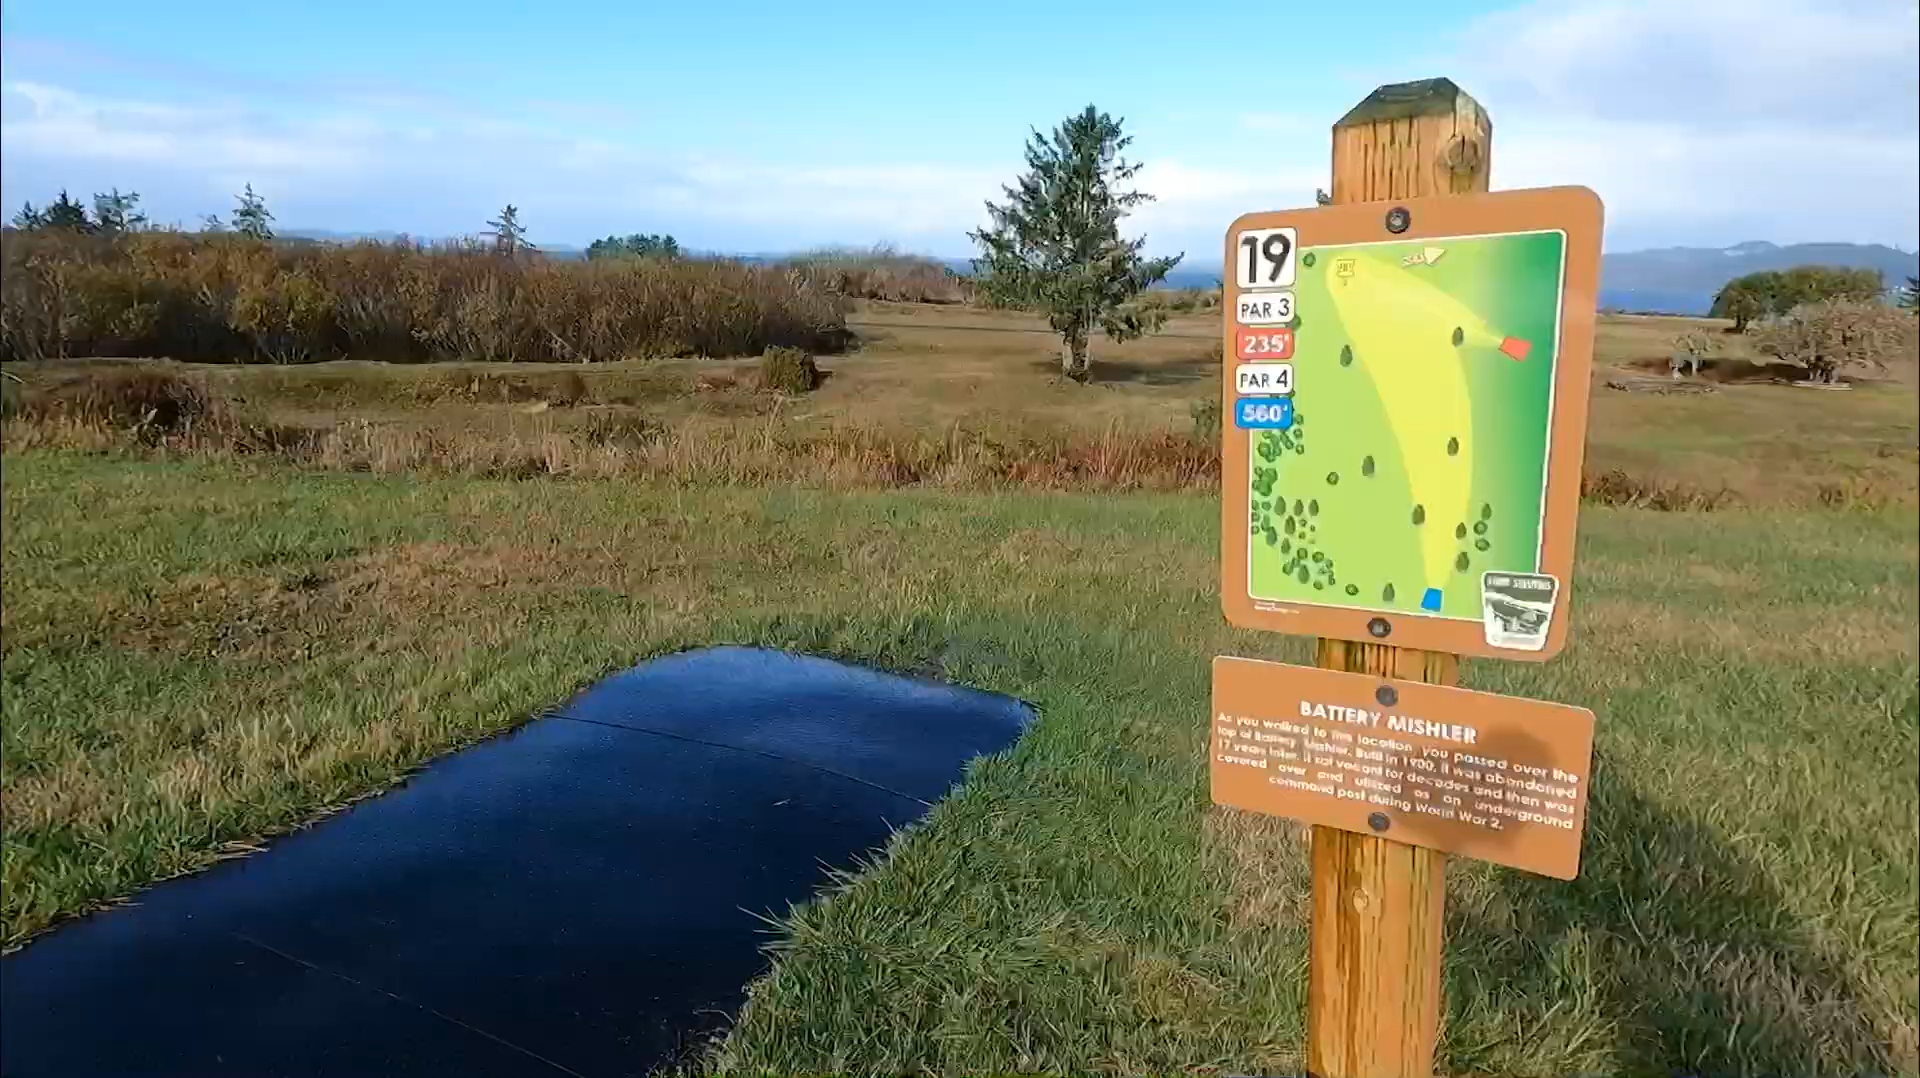 19
PAR 3
235'
PAR 4
560'
FORT STEVENS
BATTERY MISHLER
As you walked to this location, you passed over the
top of Battery Mishler. Built in 1900, it was abandoned
17 years later. It sat vacant for decades and then was
covered over and utilized as an underground
command post during World War 2.